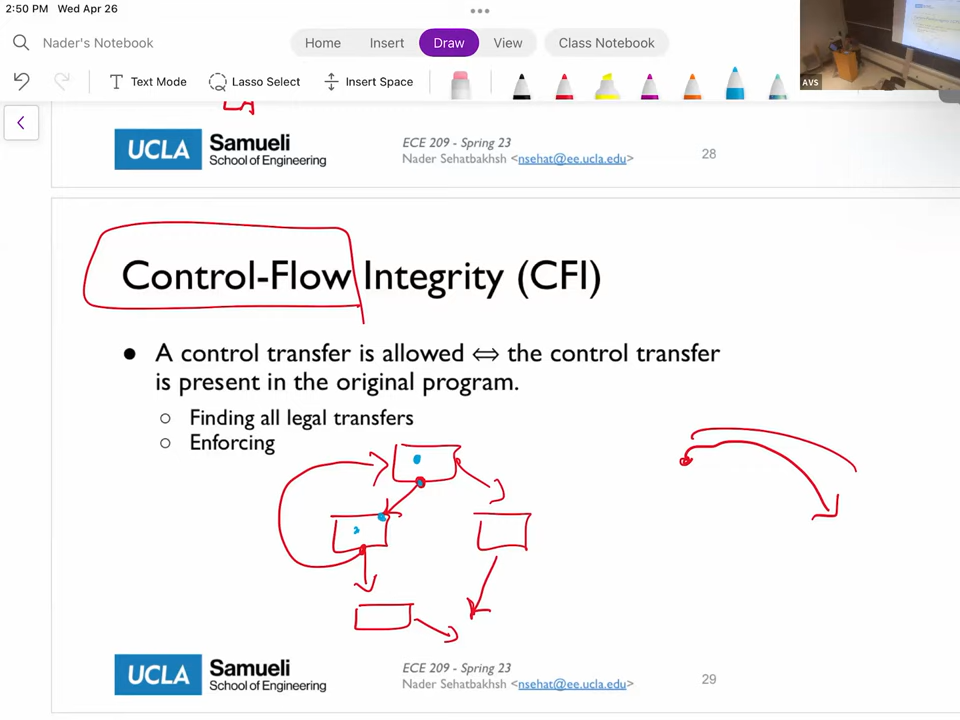 2:50 PM Wed Apr 26
Nader's Notebook
Home Insert Draw View Class Notebook
Text Mode Lasso Select Insert Space
AVS
UCLA Samueli
School of Engineering
ECE 209 - Spring 23
Nader Sehatbakhsh <nsehat@ee.ucla.edu>
28
Control-Flow Integrity (CFI)
● A control transfer is allowed ⇔ the control transfer
is present in the original program.
○ Finding all legal transfers
○ Enforcing
UCLA Samueli
School of Engineering
ECE 209 - Spring 23
Nader Sehatbakhsh <nsehat@ee.ucla.edu>
29